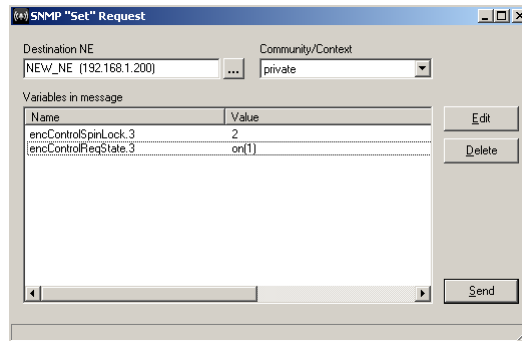 SNMP "Set" Request
Destination NE
Community/Context
NEW_NE (192.168.1.200)
...
private
Variables in message
Name Value
encControlSpinLock.3 2
encControlReqState.3 on(1)
Edit
Delete
Send